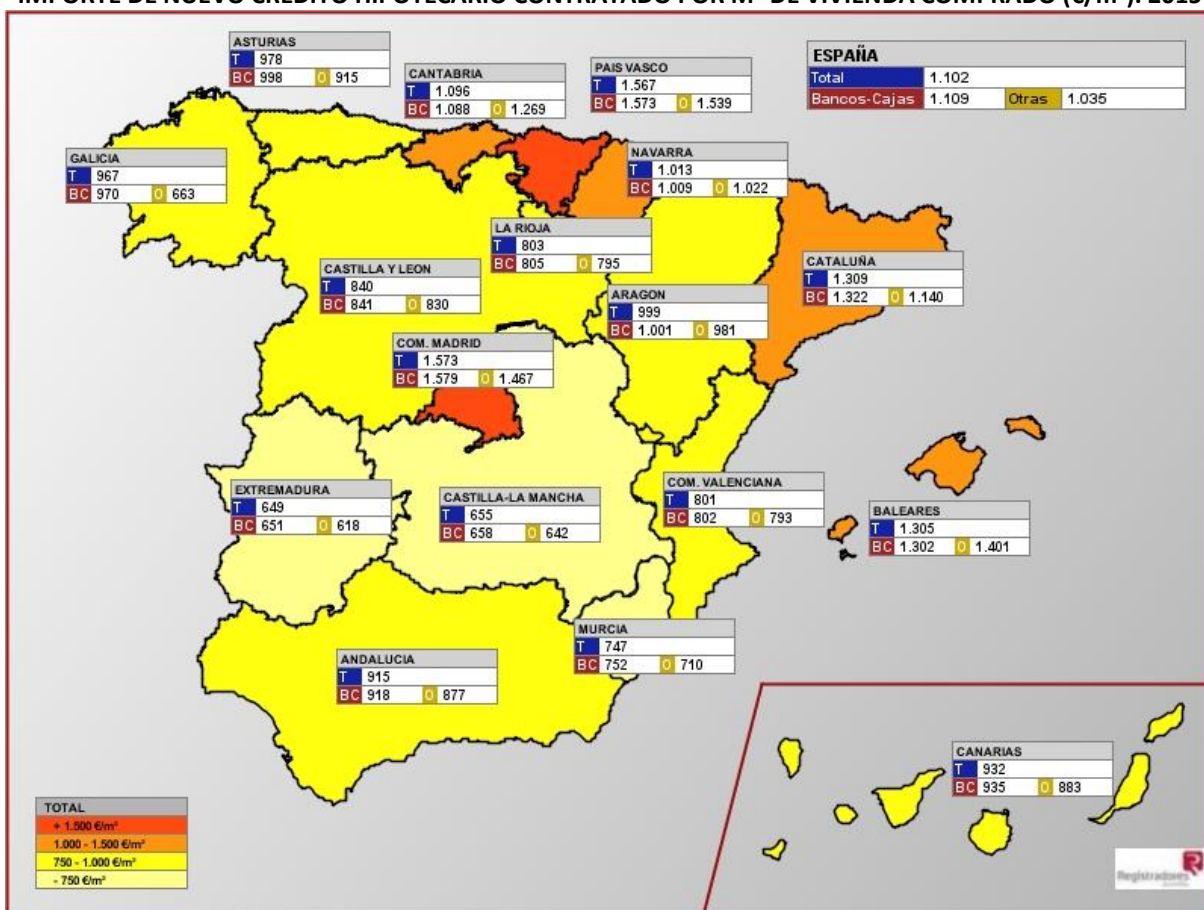 IMPORTE DE NUEVO CRÉDITO HIPOTECARIO CONTRATADO POR M² DE VIVIENDA COMPRADO (€/m²). 2015
ASTURIAS
T 978
BC 998 O 915
CANTABRIA
T 1.096
BC 1.088 O 1.269
PAIS VASCO
T 1.567
BC 1.573 O 1.539
ESPAÑA
Total 1.102
Bancos-Cajas 1.109 Otras 1.035
GALICIA
T 967
BC 970 O 663
NAVARRA
T 1.013
BC 1.009 O 1.022
LA RIOJA
T 803
BC 805 O 795
CASTILLA Y LEON
T 840
BC 841 O 830
CATALUÑA
T 1.309
BC 1.322 O 1.140
ARAGON
T 999
BC 1.001 O 981
COM. MADRID
T 1.573
BC 1.579 O 1.467
EXTREMADURA
T 649
BC 651 O 618
CASTILLA-LA MANCHA
T 655
BC 658 O 642
COM. VALENCIANA
T 801
BC 802 O 793
BALEARES
T 1.305
BC 1.302 O 1.401
MURCIA
T 747
BC 752 O 710
ANDALUCIA
T 915
BC 918 O 877
CANARIAS
T 932
BC 935 O 883
TOTAL
+ 1.500 €/m²
1.000 - 1.500 €/m²
750 - 1.000 €/m²
- 750 €/m²
Registradores